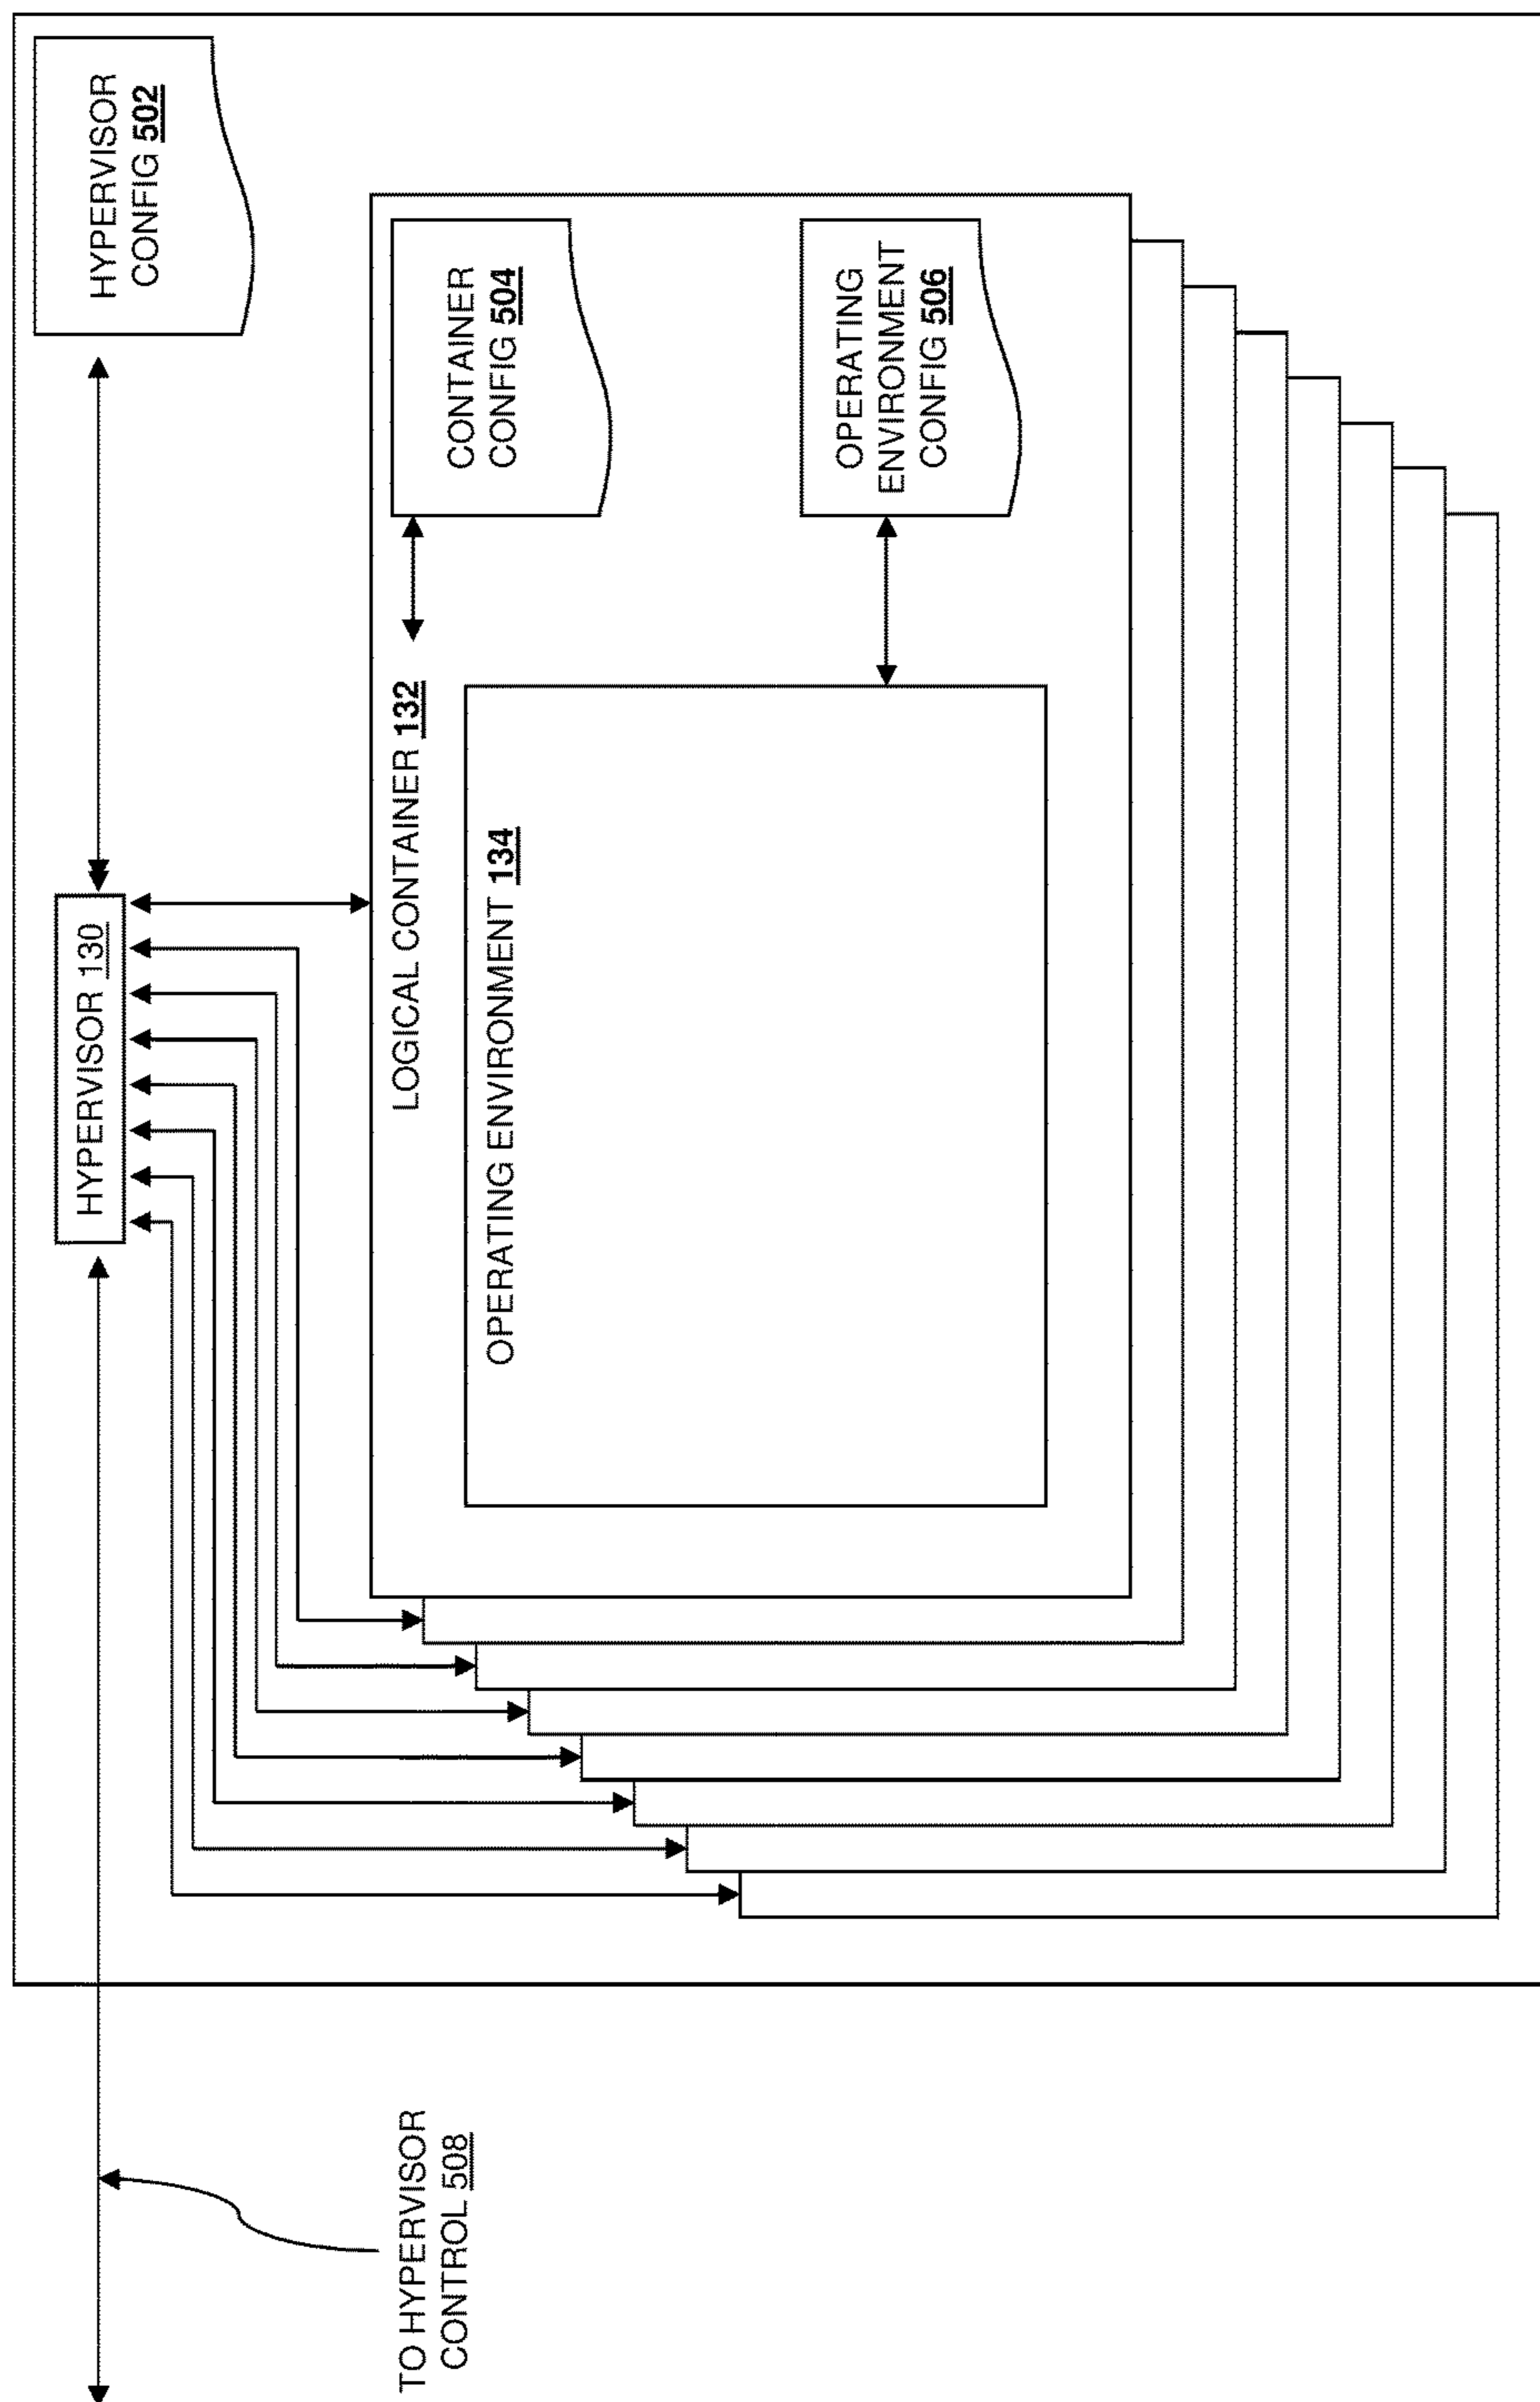 HYPERVISOR
CONFIG 502
HYPERVISOR 130
CONTAINER
CONFIG 504
LOGICAL CONTAINER 132
OPERATING
ENVIRONMENT
CONFIG 506
OPERATING ENVIRONMENT 134
TO HYPERVISOR
CONTROL 508